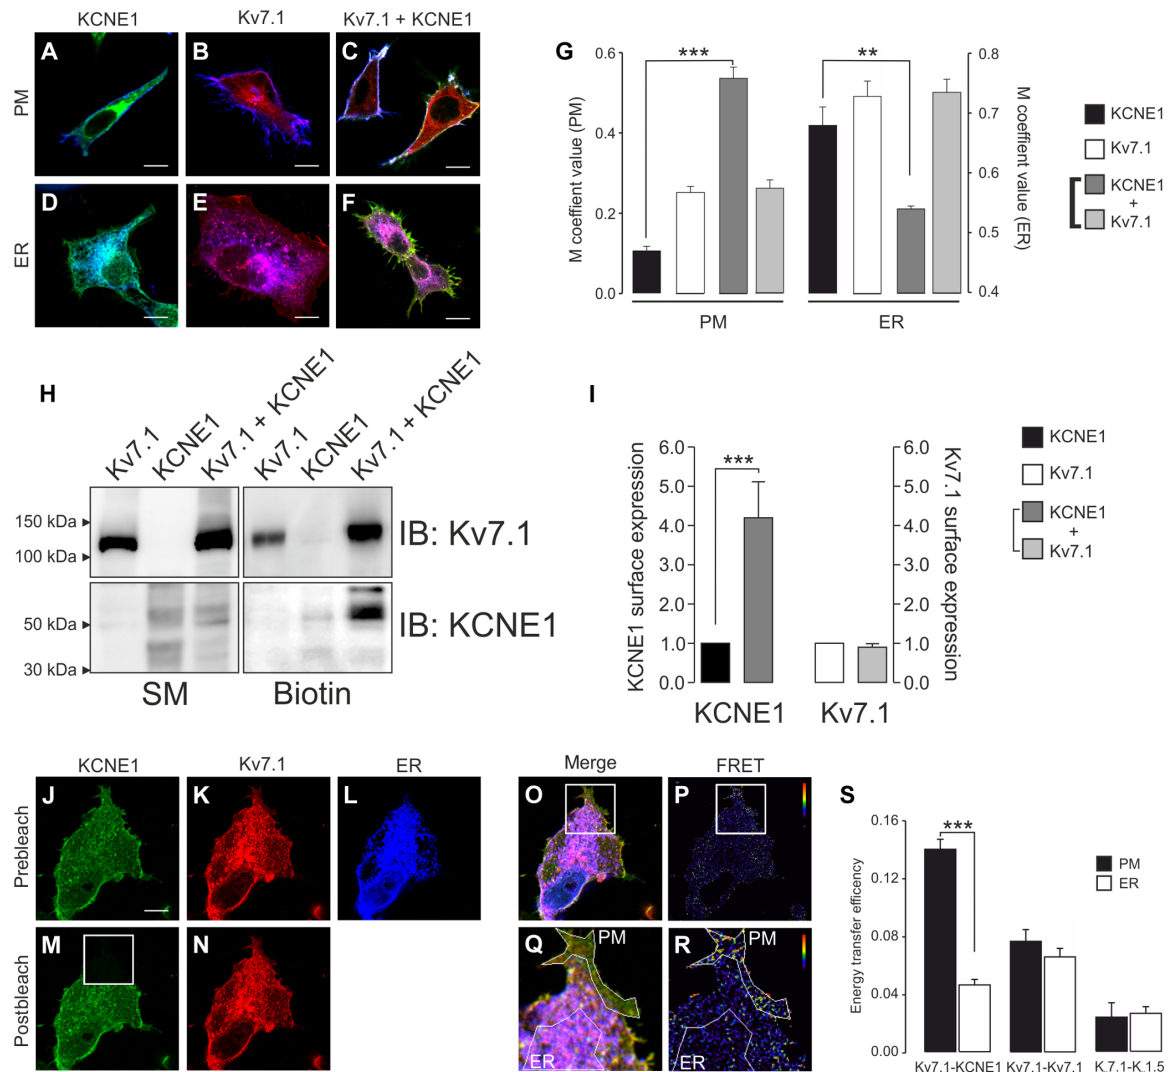 KCNE1 Kv7.1 Kv7.1 + KCNE1
PM
A B C
ER
D E F
G
M coeffient value (PM)
0.6
0.4
0.2
0.0
*** **
0.8
0.7
0.6
0.5
0.4
M coeffient value (ER)
PM ER
KCNE1
Kv7.1
KCNE1
+
Kv7.1
H
Kv7.1 KCNE1 Kv7.1 + KCNE1 Kv7.1 KCNE1 Kv7.1 + KCNE1
150 kDa
100 kDa
IB: Kv7.1
50 kDa
30 kDa
IB: KCNE1
SM Biotin
I
KCNE1 surface expression
6.0
5.0
4.0
3.0
2.0
1.0
0.0
***
6.0
5.0
4.0
3.0
2.0
1.0
0.0
Kv7.1 surface expression
KCNE1 Kv7.1
KCNE1
Kv7.1
KCNE1
+
Kv7.1
KCNE1 Kv7.1 ER
Prebleach
J K L
Postbleach
M N
Merge FRET
O P
Q PM ER
R PM ER
S
Energy transfer efficency
0.16
0.12
0.08
0.04
0.00
***
PM
ER
Kv7.1-KCNE1 Kv7.1-Kv7.1 K.7.1-K.1.5